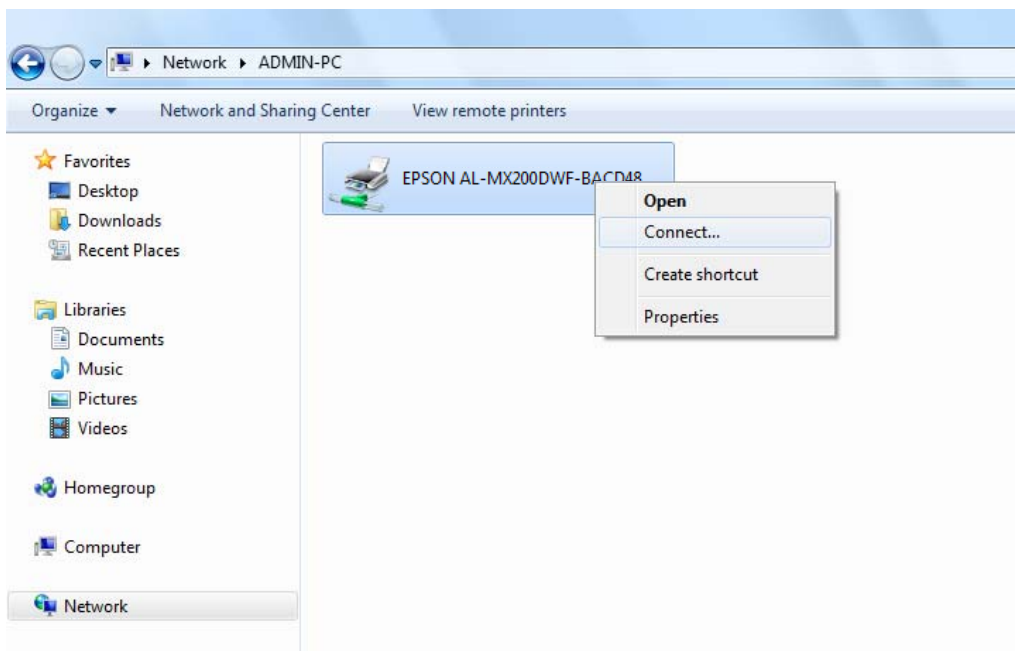 Network ADMIN-PC
Organize Network and Sharing Center View remote printers
Favorites
Desktop
Downloads
Recent Places
Libraries
Documents
Music
Pictures
Videos
Homegroup
Computer
Network
EPSON AL-MX200DWF-BACD48
Open
Connect...
Create shortcut
Properties